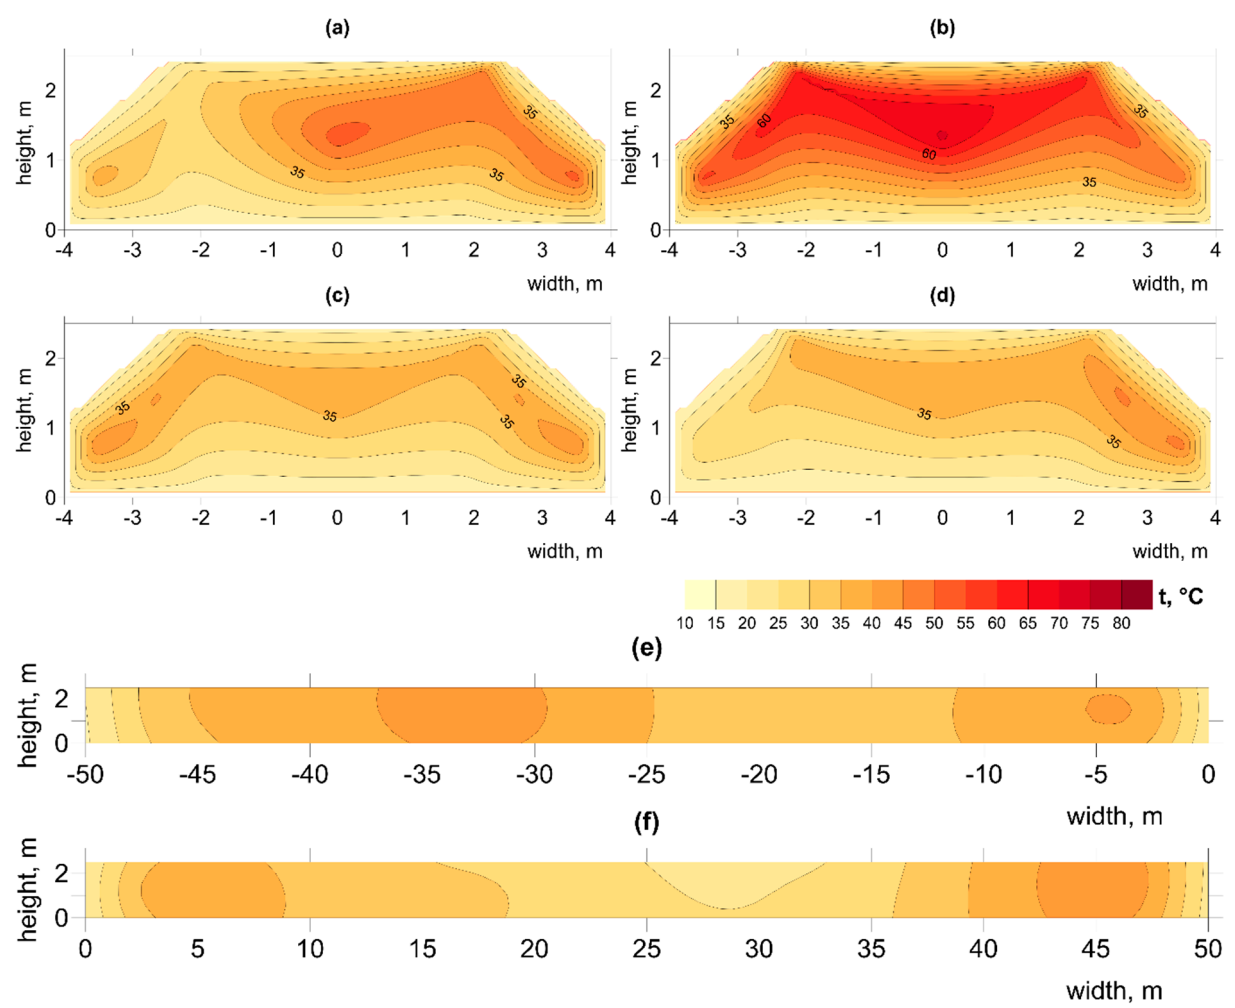 (a)
(b)
height, m
2
1
0
35
35
35
-4 -3 -2 -1 0 1 2 3 4
width, m
height, m
2
1
0
35
60
60
35
35
-4 -3 -2 -1 0 1 2 3 4
width, m
(c)
(d)
height, m
2
1
0
35
35
35
35
-4 -3 -2 -1 0 1 2 3 4
width, m
height, m
2
1
0
35
35
-4 -3 -2 -1 0 1 2 3 4
width, m
t, °C
10 15 20 25 30 35 40 45 50 55 60 65 70 75 80
(e)
height, m
2
0
-50 -45 -40 -35 -30 -25 -20 -15 -10 -5 0
width, m
(f)
height, m
2
0
0 5 10 15 20 25 30 35 40 45 50
width, m